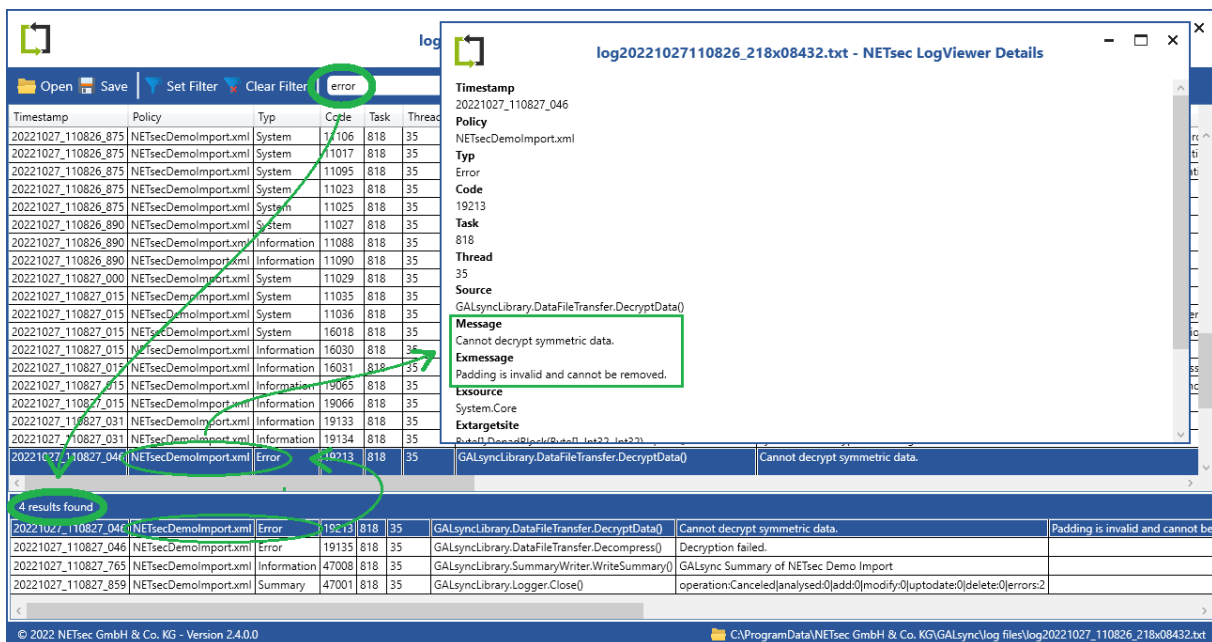 log
log20221027110826_218x08432.txt - NETsec LogViewer Details
Open Save Set Filter Clear Filter error
Timestamp
20221027_110827_046
Policy
NETsecDemoImport.xml
Typ
Error
Code
19213
Task
818
Thread
35
Source
GALsyncLibrary.DataFileTransfer.DecryptData()
Message
Cannot decrypt symmetric data.
Exmessage
Padding is invalid and cannot be removed.
Exsource
System.Core
Extargetsite
Byte[] DepadBlock(Byte[], Int32, Int32)
Timestamp Policy Typ Code Task Thread
20221027_110826_875 NETsecDemoImport.xml System 11106 818 35
20221027_110826_875 NETsecDemoImport.xml System 11017 818 35
20221027_110826_875 NETsecDemoImport.xml System 11095 818 35
20221027_110826_875 NETsecDemoImport.xml System 11023 818 35
20221027_110826_875 NETsecDemoImport.xml System 11025 818 35
20221027_110826_890 NETsecDemoImport.xml System 11027 818 35
20221027_110826_890 NETsecDemoImport.xml Information 11088 818 35
20221027_110826_890 NETsecDemoImport.xml Information 11090 818 35
20221027_110827_000 NETsecDemoImport.xml System 11029 818 35
20221027_110827_015 NETsecDemoImport.xml System 11035 818 35
20221027_110827_015 NETsecDemoImport.xml System 11036 818 35
20221027_110827_015 NETsecDemoImport.xml System 16018 818 35
20221027_110827_015 NETsecDemoImport.xml Information 16030 818 35
20221027_110827_015 NETsecDemoImport.xml Information 16031 818 35
20221027_110827_015 NETsecDemoImport.xml Information 19065 818 35
20221027_110827_015 NETsecDemoImport.xml Information 19066 818 35
20221027_110827_031 NETsecDemoImport.xml Information 19133 818 35
20221027_110827_031 NETsecDemoImport.xml Information 19134 818 35
20221027_110827_046 NETsecDemoImport.xml Error 19213 818 35 GALsyncLibrary.DataFileTransfer.DecryptData() Cannot decrypt symmetric data.
4 results found
20221027_110827_046 NETsecDemoImport.xml Error 19213 818 35 GALsyncLibrary.DataFileTransfer.DecryptData() Cannot decrypt symmetric data. Padding is invalid and cannot be
20221027_110827_046 NETsecDemoImport.xml Error 19135 818 35 GALsyncLibrary.DataFileTransfer.Decompress() Decryption failed.
20221027_110827_765 NETsecDemoImport.xml Information 47008 818 35 GALsyncLibrary.SummaryWriter.WriteSummary() GALsync Summary of NETsec Demo Import
20221027_110827_859 NETsecDemoImport.xml Summary 47001 818 35 GALsyncLibrary.Logger.Close() operation:Canceled|analysed:0|add:0|modify:0|uptodate:0|delete:0|errors:2
© 2022 NETsec GmbH & Co. KG - Version 2.4.0.0 C:\ProgramData\NETsec GmbH & Co. KG\GALsync\log files\log20221027_110826_218x08432.txt